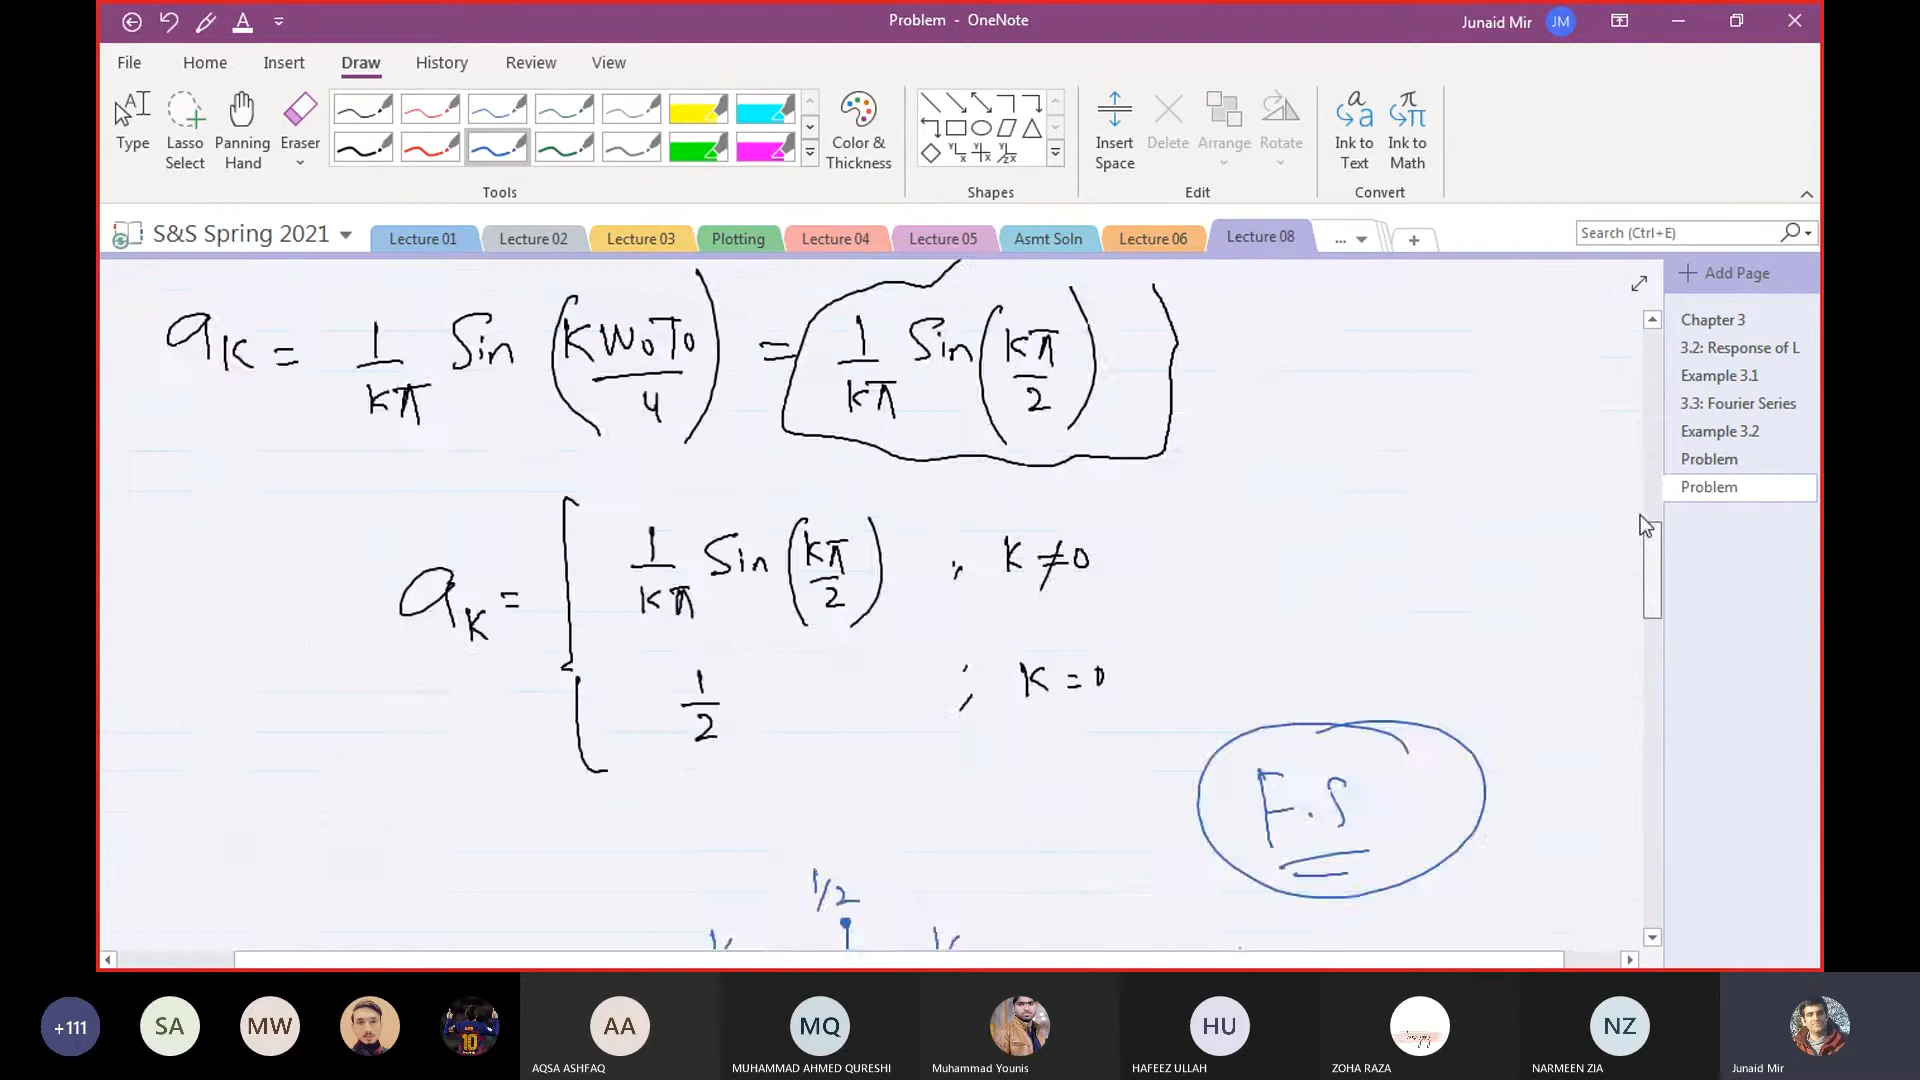 Problem - OneNote
Junaid Mir JM
File Home Insert Draw History Review View
Type
Lasso Select
Panning Hand
Eraser
Color & Thickness
Insert Space
Delete
Arrange
Rotate
Ink to Text
Ink to Math
Tools
Shapes
Edit
Convert
S&S Spring 2021
Lecture 01
Lecture 02
Lecture 03
Plotting
Lecture 04
Lecture 05
Asmt Soln
Lecture 06
Lecture 08
...
Search (Ctrl+E)
Add Page
Chapter 3
3.2: Response of L
Example 3.1
3.3: Fourier Series
Example 3.2
Problem
Problem
aK = 1/kπ Sin (K W0 T0 / 4) = 1/kπ Sin (kπ/2)
aK = 1/kπ Sin (kπ/2) , K ≠ 0
1/2 ; K = 0
F.S
1/2
+111
SA
MW
10
AA
MQ
HU
NZ
AQSA ASHFAQ
MUHAMMAD AHMED QURESHI
Muhammad Younis
HAFEEZ ULLAH
ZOHA RAZA
NARMEEN ZIA
Junaid Mir